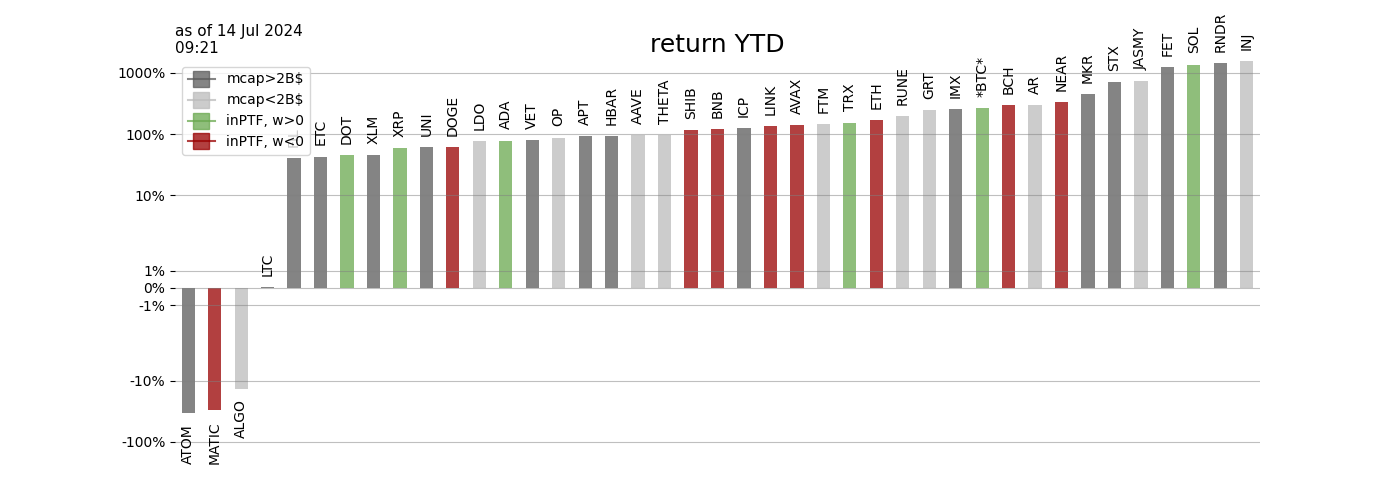 as of 14 Jul 2024
09:21
return YTD
mcap>2B$
mcap<2B$
inPTF, w>0
inPTF, w<0
1000%
100%
10%
1%
0%
-1%
-10%
-100%
ATOM
MATIC
ALGO
LTC
ETC
DOT
XLM
XRP
UNI
DOGE
LDO
ADA
VET
OP
APT
HBAR
AAVE
THETA
SHIB
BNB
ICP
LINK
AVAX
FTM
TRX
ETH
RUNE
GRT
IMX
*BTC*
BCH
AR
NEAR
MKR
STX
JASMY
FET
SOL
RNDR
INJ